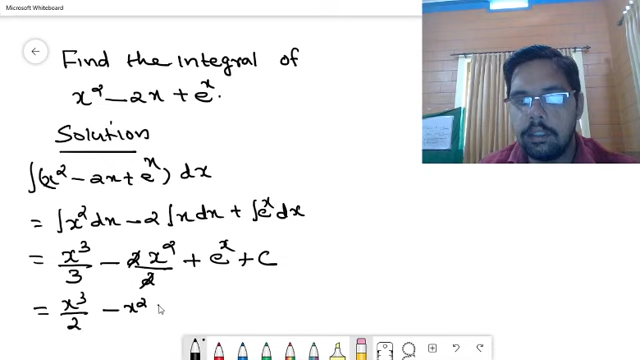 Microsoft Whiteboard
Find the integral of
x² – 2x + eˣ.
Solution
∫(x² – 2x + eˣ) dx
= ∫x² dx – 2 ∫x dx + ∫eˣ dx
= x³/3 – 2x²/2 + eˣ + C
= x³/2 – x²